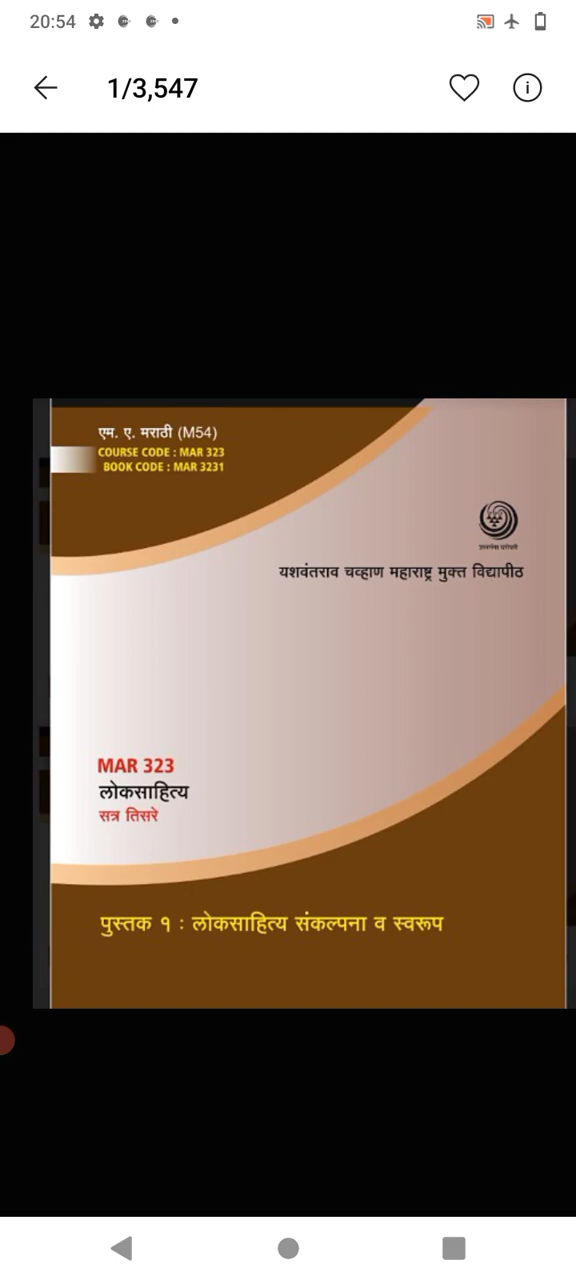 20:54
1/3,547
एम. ए. मराठी (M54)
COURSE CODE : MAR 323
BOOK CODE : MAR 3231
यशवंतराव चव्हाण महाराष्ट्र मुक्त विद्यापीठ
MAR 323
लोकसाहित्य
सत्र तिसरे
पुस्तक १ : लोकसाहित्य संकल्पना व स्वरूप